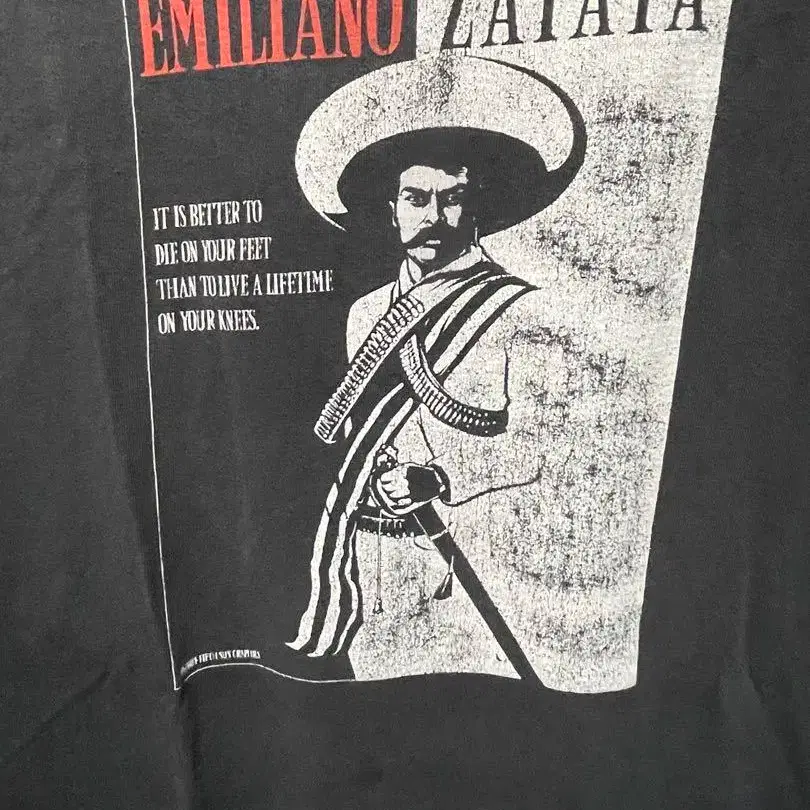 EMILIANO ZAPATA
IT IS BETTER TO
DIE ON YOUR FEET
THAN TO LIVE A LIFETIME
ON YOUR KNEES.